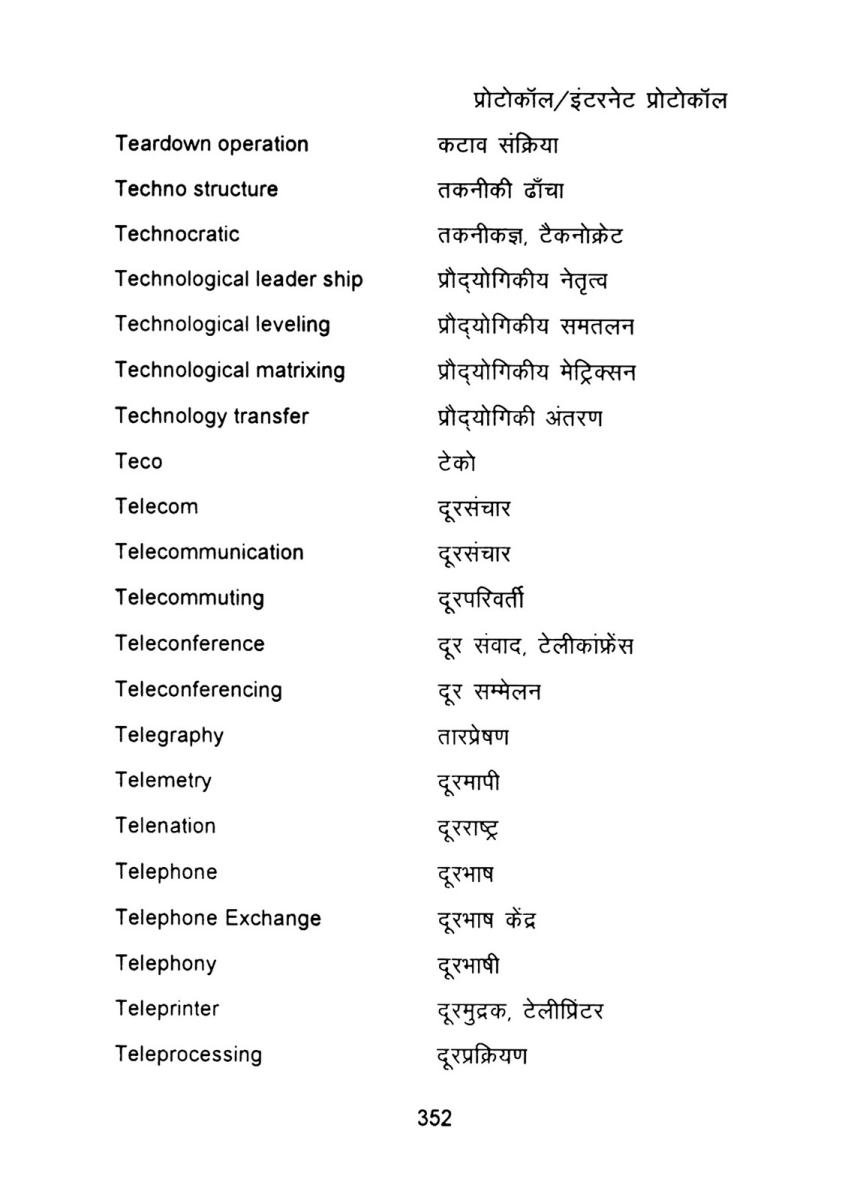 प्रोटोकॉल/इंटरनेट प्रोटोकॉल
Teardown operation कटाव संक्रिया
Techno structure तकनीकी ढाँचा
Technocratic तकनीकज्ञ, टैकनोक्रेट
Technological leader ship प्रौद्‌योगिकीय नेतृत्व
Technological leveling प्रौद्‌योगिकीय समतलन
Technological matrixing प्रौद्‌योगिकीय मेट्रिक्सन
Technology transfer प्रौद्‌योगिकी अंतरण
Teco टेको
Telecom दूरसंचार
Telecommunication दूरसंचार
Telecommuting दूरपरिवर्ती
Teleconference दूर संवाद, टेलीकांफ्रेंस
Teleconferencing दूर सम्मेलन
Telegraphy तारप्रेषण
Telemetry दूरमापी
Telenation दूरराष्ट्र
Telephone दूरभाष
Telephone Exchange दूरभाष केंद्र
Telephony दूरभाषी
Teleprinter दूरमुद्रक, टेलीप्रिंटर
Teleprocessing दूरप्रक्रियण
352